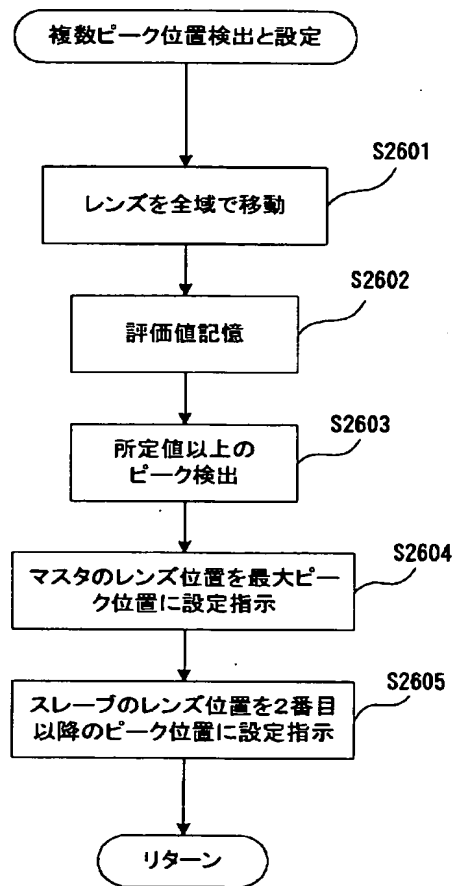 複数ピーク位置検出と設定
S2601
レンズを全域で移動
S2602
評価値記憶
S2603
所定値以上の
ピーク検出
S2604
マスタのレンズ位置を最大ピー
ク位置に設定指示
S2605
スレーブのレンズ位置を2番目
以降のピーク位置に設定指示
リターン